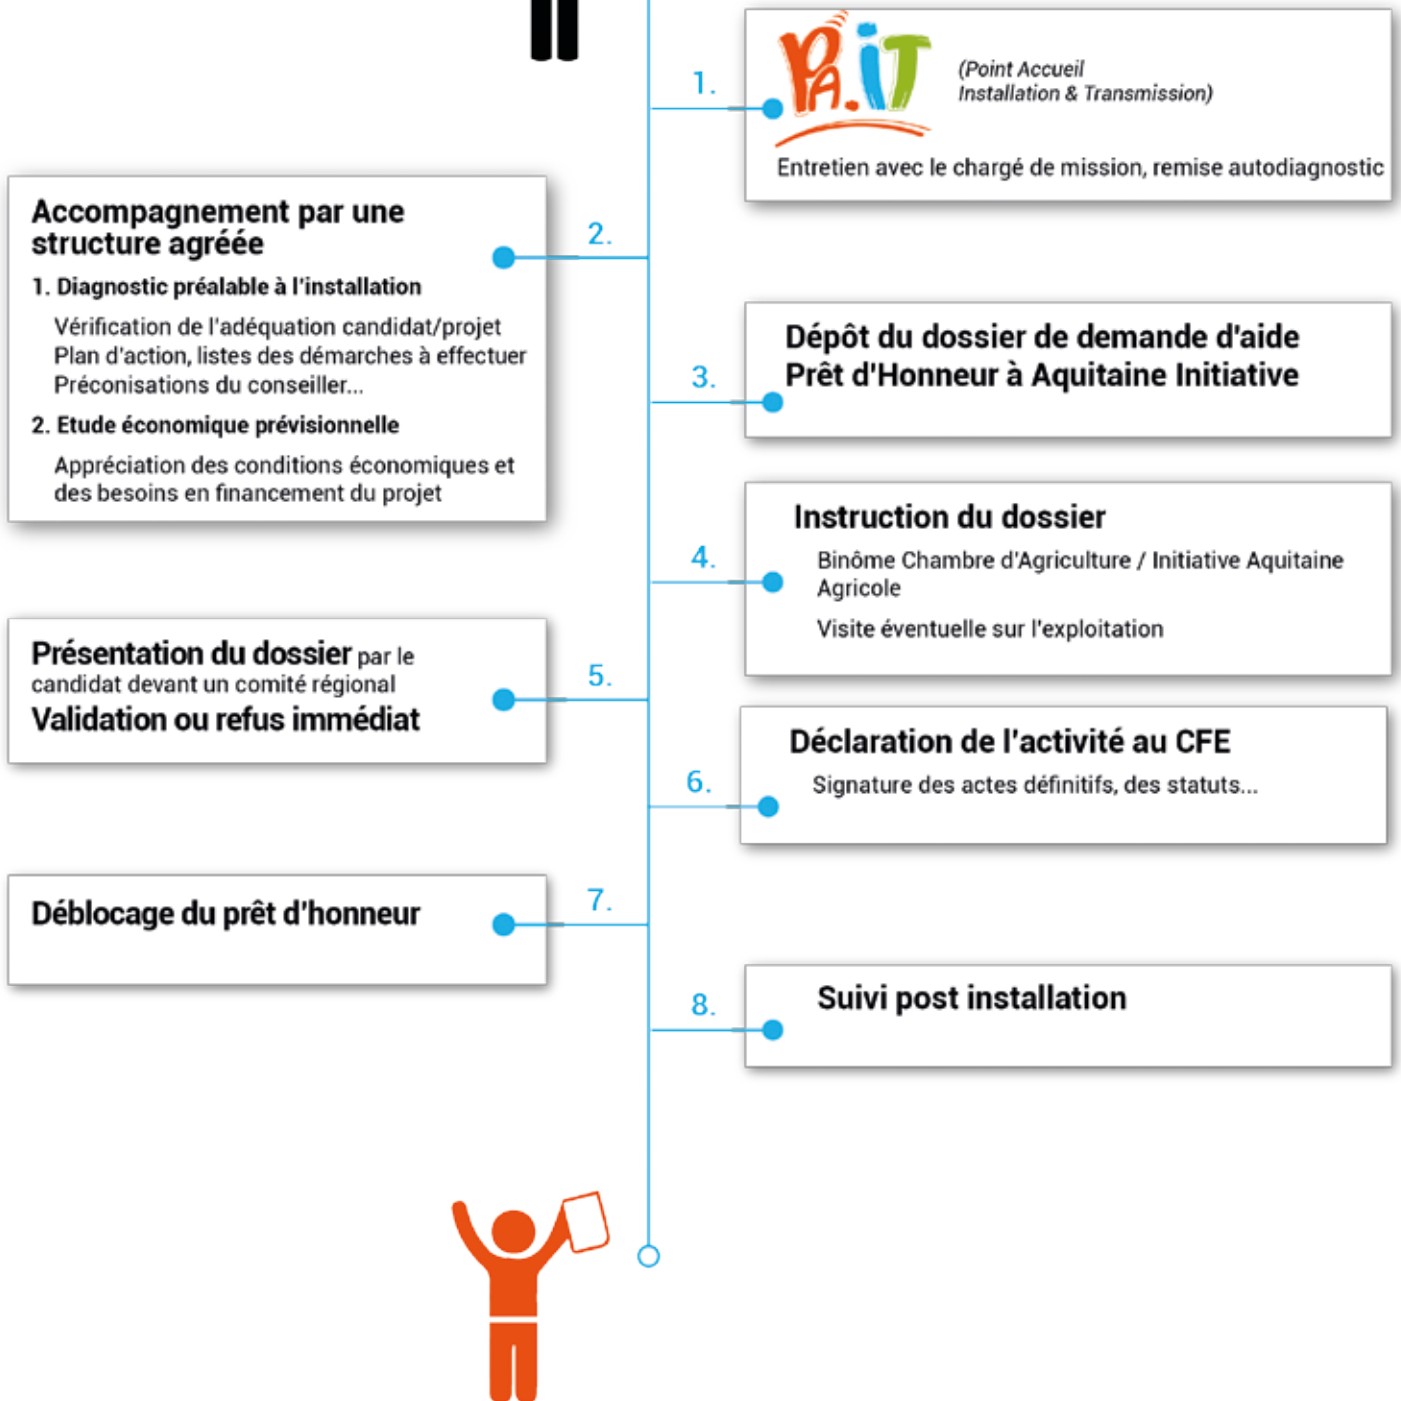 1.
PA.iT
(Point Accueil
Installation & Transmission)
Entretien avec le chargé de mission, remise autodiagnostic
2.
Accompagnement par une
structure agréée
1. Diagnostic préalable à l'installation
Vérification de l'adéquation candidat/projet
Plan d'action, listes des démarches à effectuer
Préconisations du conseiller...
2. Etude économique prévisionnelle
Appréciation des conditions économiques et
des besoins en financement du projet
3.
Dépôt du dossier de demande d'aide
Prêt d'Honneur à Aquitaine Initiative
4.
Instruction du dossier
Binôme Chambre d'Agriculture / Initiative Aquitaine
Agricole
Visite éventuelle sur l'exploitation
5.
Présentation du dossier par le
candidat devant un comité régional
Validation ou refus immédiat
6.
Déclaration de l'activité au CFE
Signature des actes définitifs, des statuts...
7.
Déblocage du prêt d'honneur
8.
Suivi post installation